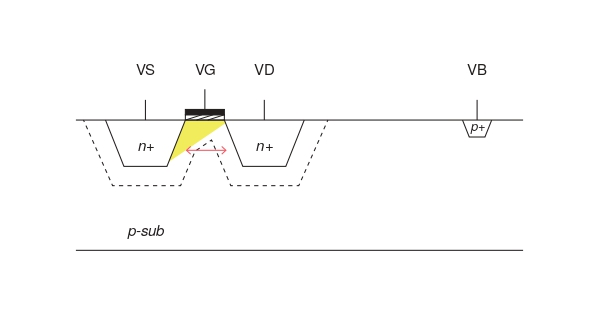 VS VG VD VB
n+ n+ p+
p-sub